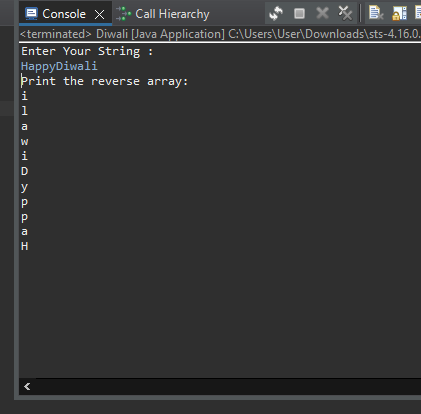 Console Call Hierarchy
<terminated> Diwali [Java Application] C:\Users\User\Downloads\sts-4.16.0.
Enter Your String :
HappyDiwali
Print the reverse array:
i
l
a
w
i
D
y
p
p
a
H